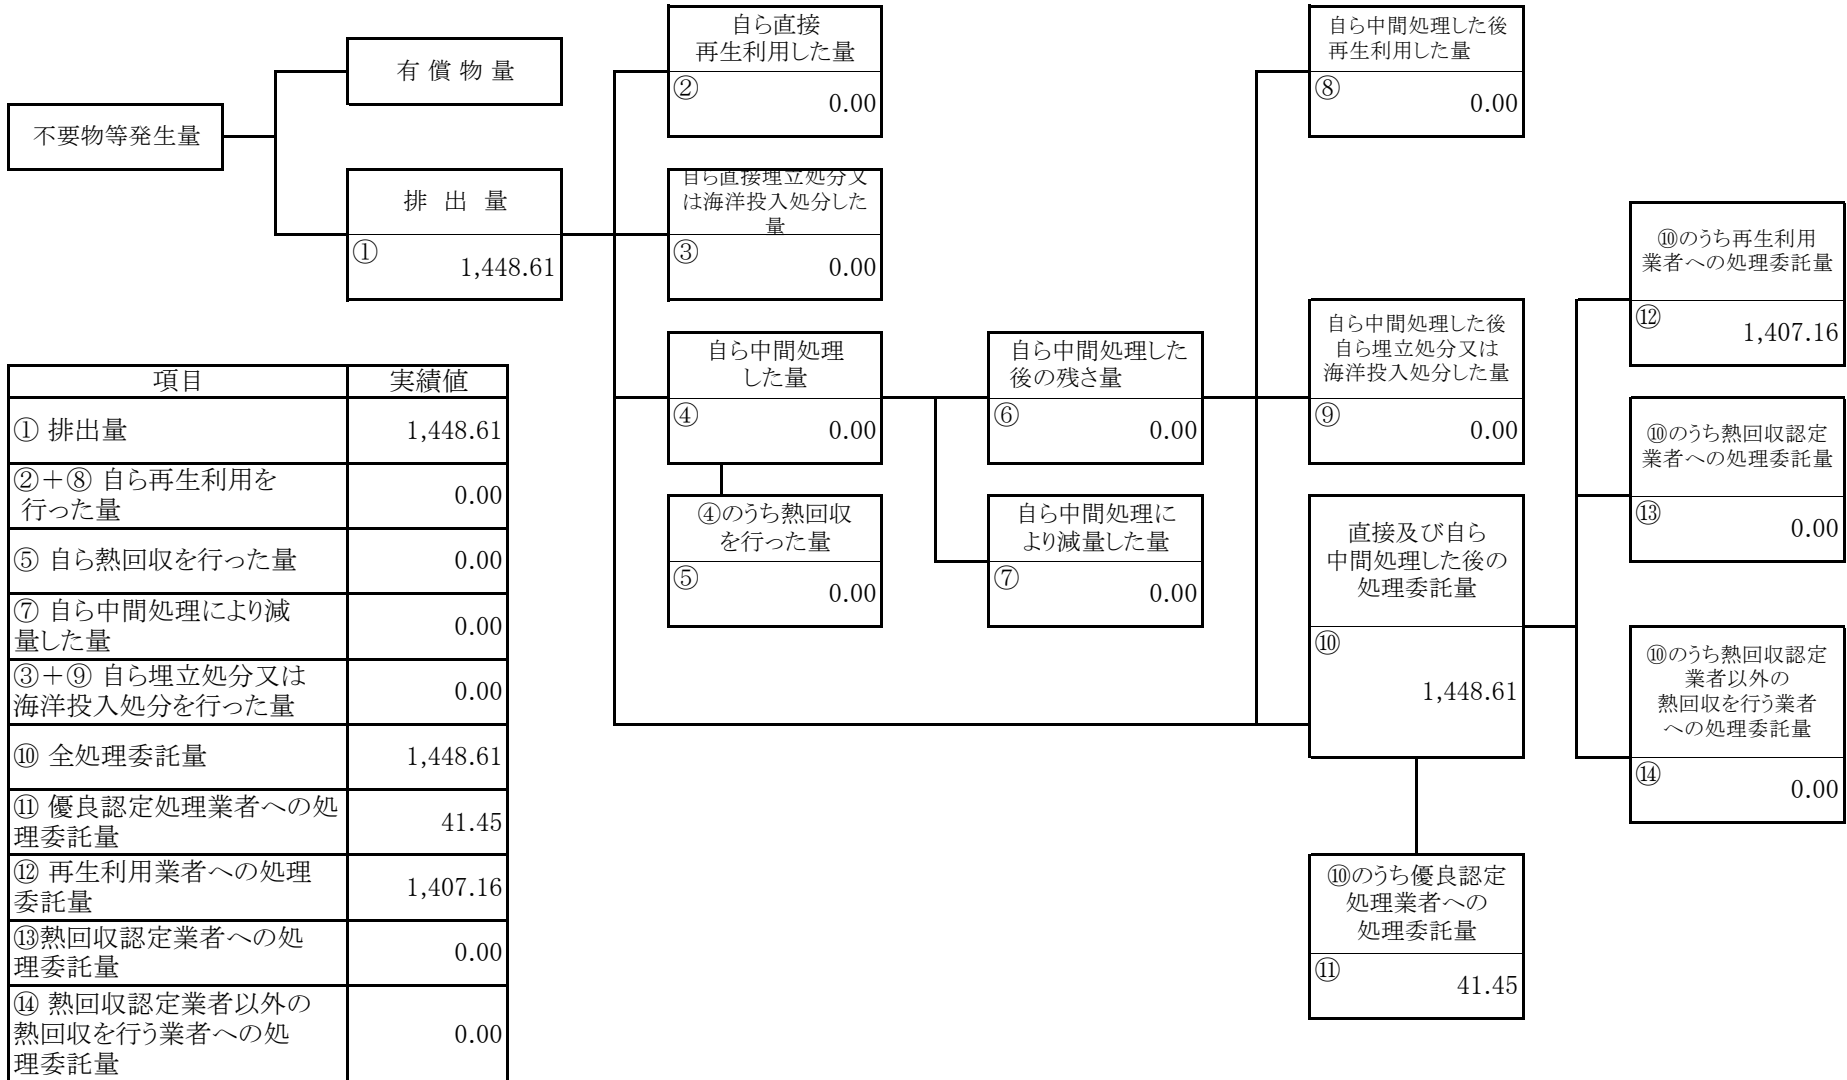 不要物等発生量
有 償 物 量
排 出 量
①
1,448.61
自ら直接
再生利用した量
②
0.00
自ら直接埋立処分又
は海洋投入処分した
量
③
0.00
自ら中間処理
した量
④
0.00
④のうち熱回収
を行った量
⑤
0.00
自ら中間処理した
後の残さ量
⑥
0.00
自ら中間処理に
より減量した量
⑦
0.00
自ら中間処理した後
再生利用した量
⑧
0.00
自ら中間処理した後
自ら埋立処分又は
海洋投入処分した量
⑨
0.00
直接及び自ら
中間処理した後の
処理委託量
⑩
1,448.61
⑩のうち優良認定
処理業者への
処理委託量
⑪
41.45
⑩のうち再生利用
業者への処理委託量
⑫
1,407.16
⑩のうち熱回収認定
業者への処理委託量
⑬
0.00
⑩のうち熱回収認定
業者以外の
熱回収を行う業者
への処理委託量
⑭
0.00
項目 実績値
① 排出量 1,448.61
②＋⑧ 自ら再生利用を
行った量 0.00
⑤ 自ら熱回収を行った量 0.00
⑦ 自ら中間処理により減
量した量 0.00
③＋⑨ 自ら埋立処分又は
海洋投入処分を行った量 0.00
⑩ 全処理委託量 1,448.61
⑪ 優良認定処理業者への処
理委託量 41.45
⑫ 再生利用業者への処理
委託量 1,407.16
⑬熱回収認定業者への処
理委託量 0.00
⑭ 熱回収認定業者以外の
熱回収を行う業者への処
理委託量 0.00